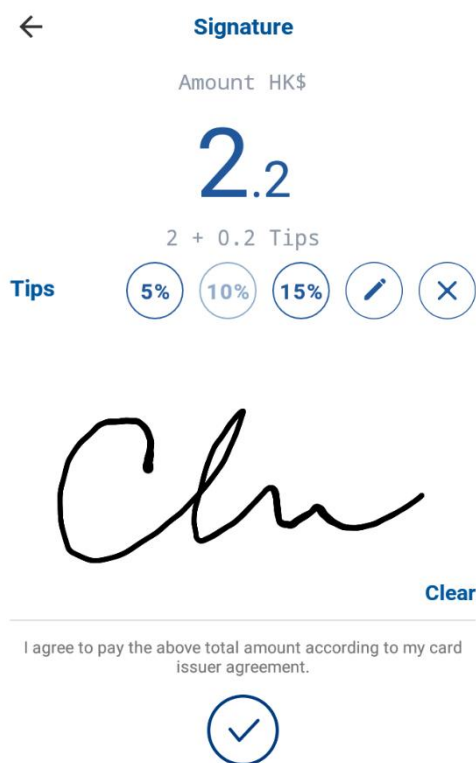 Signature
Amount HK$
2.2
2 + 0.2 Tips
Tips 5% 10% 15%
Clear
I agree to pay the above total amount according to my card
issuer agreement.